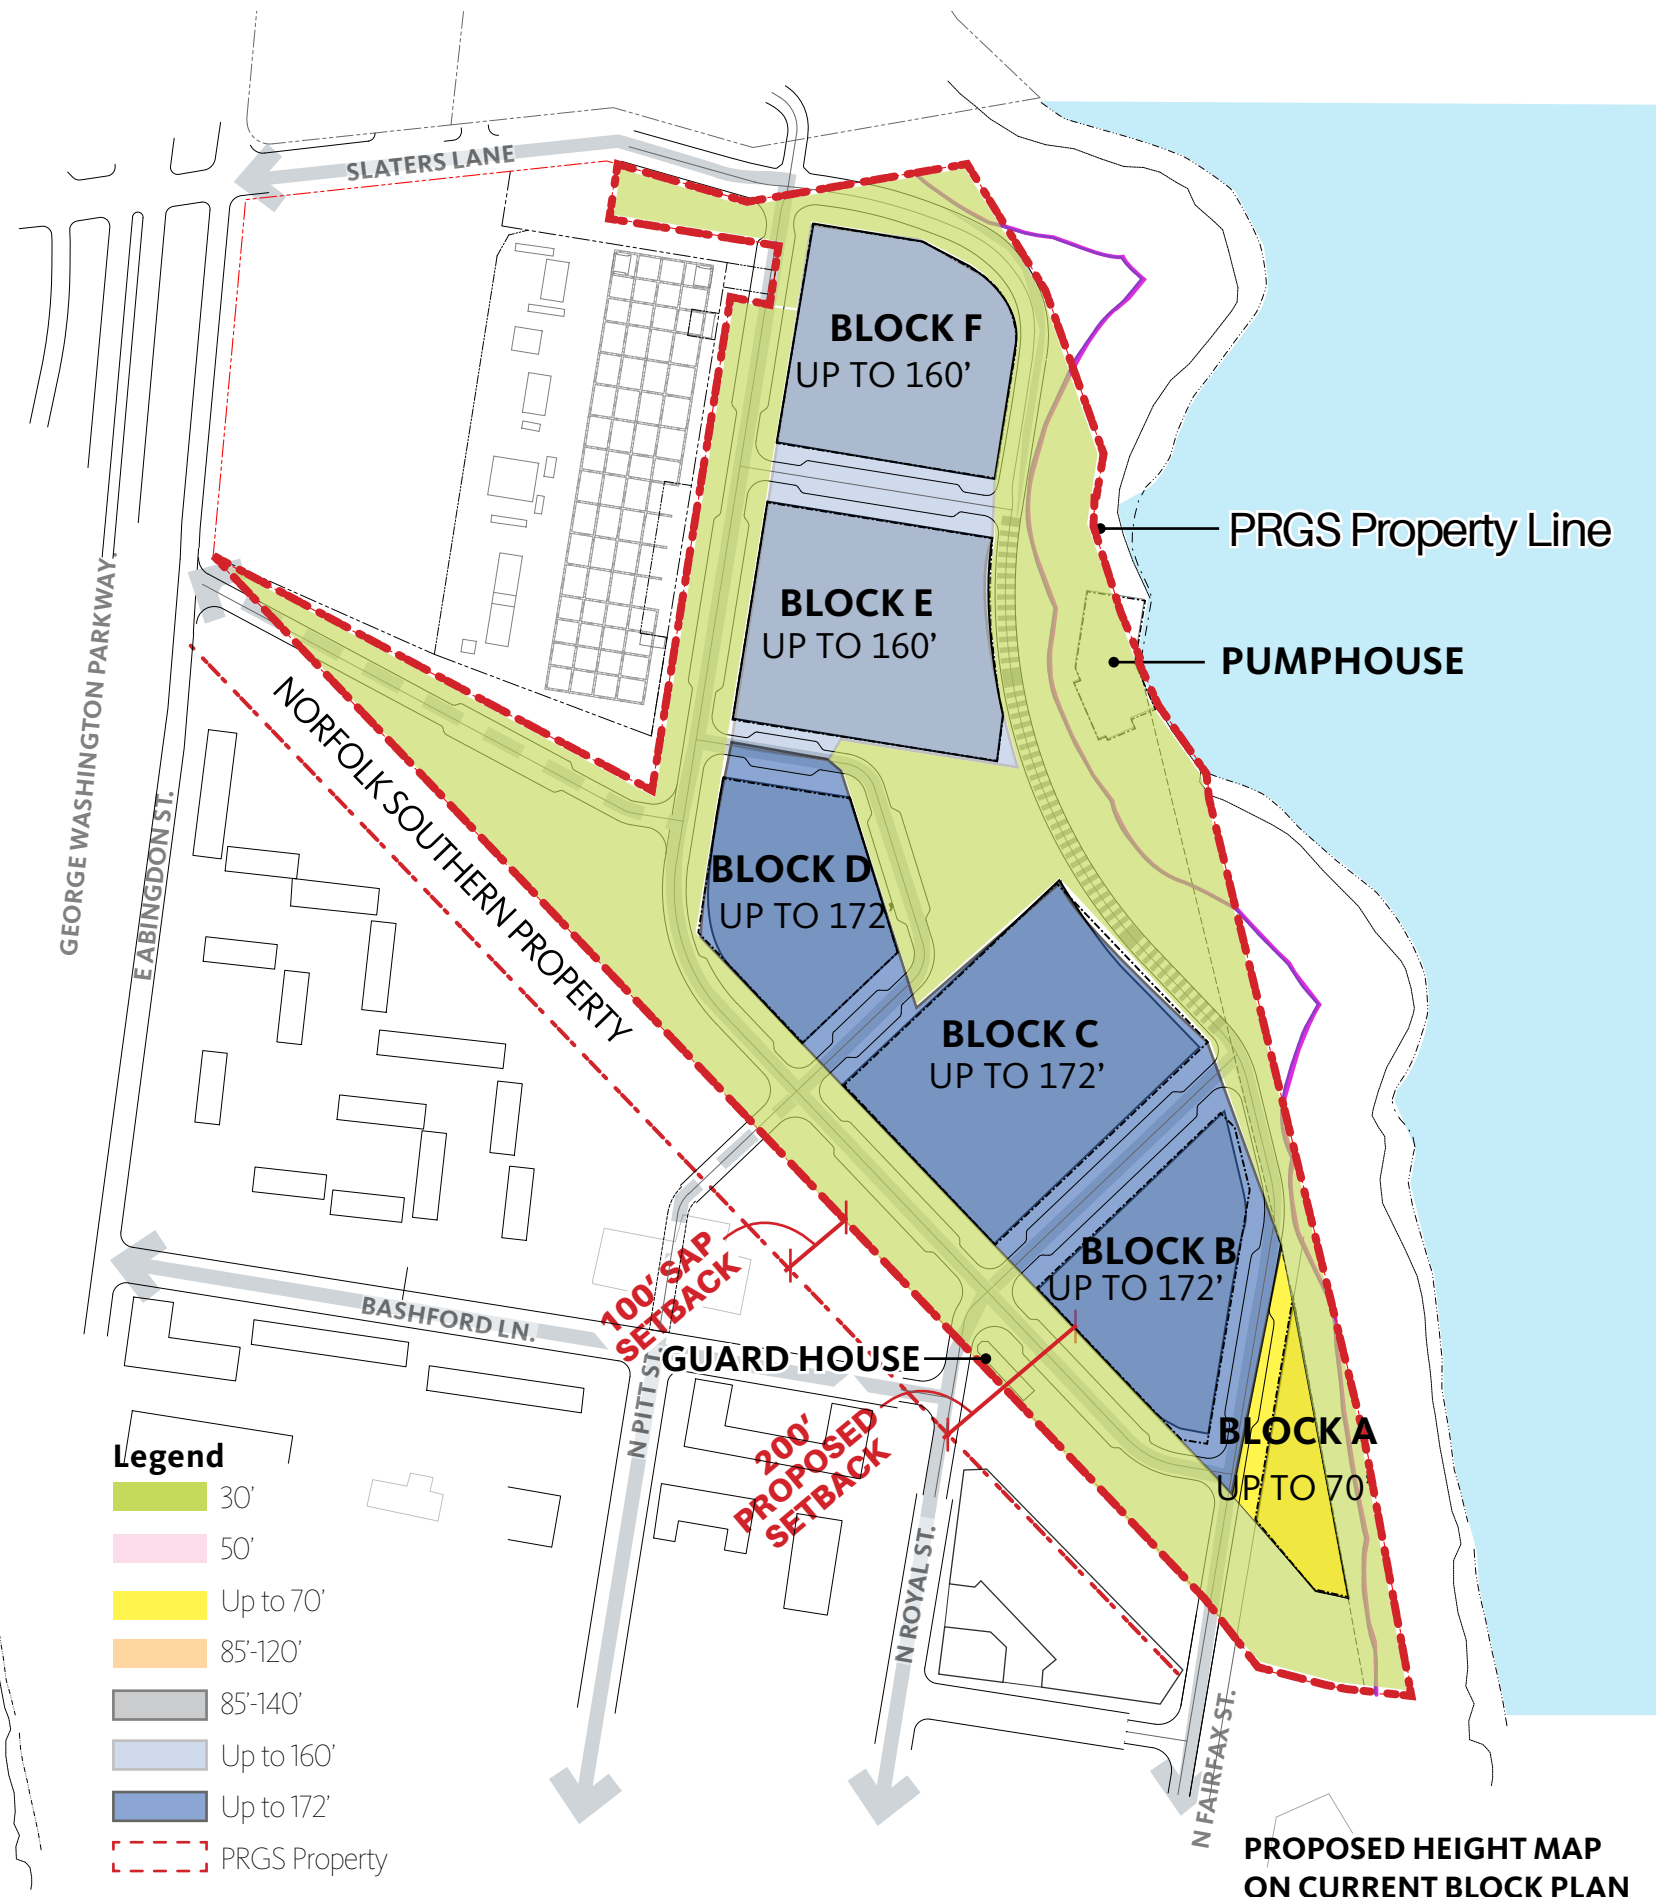 SLATERS LANE
BLOCK F
UP TO 160’
PRGS Property Line
BLOCK E
UP TO 160’
PUMPHOUSE
GEORGE WASHINGTON PARKWAY
E ABINGDON ST.
NORFOLK SOUTHERN PROPERTY
BLOCK D
UP TO 172’
BLOCK C
UP TO 172’
BLOCK B
UP TO 172’
100’ SAP
SETBACK
BASHFORD LN.
GUARD HOUSE
N PITT ST.
200’
PROPOSED
SETBACK
BLOCK A
UP TO 70’
N ROYAL ST.
N FAIRFAX ST.
Legend
30’
50’
Up to 70’
85’-120’
85’-140’
Up to 160’
Up to 172’
PRGS Property
PROPOSED HEIGHT MAP
ON CURRENT BLOCK PLAN